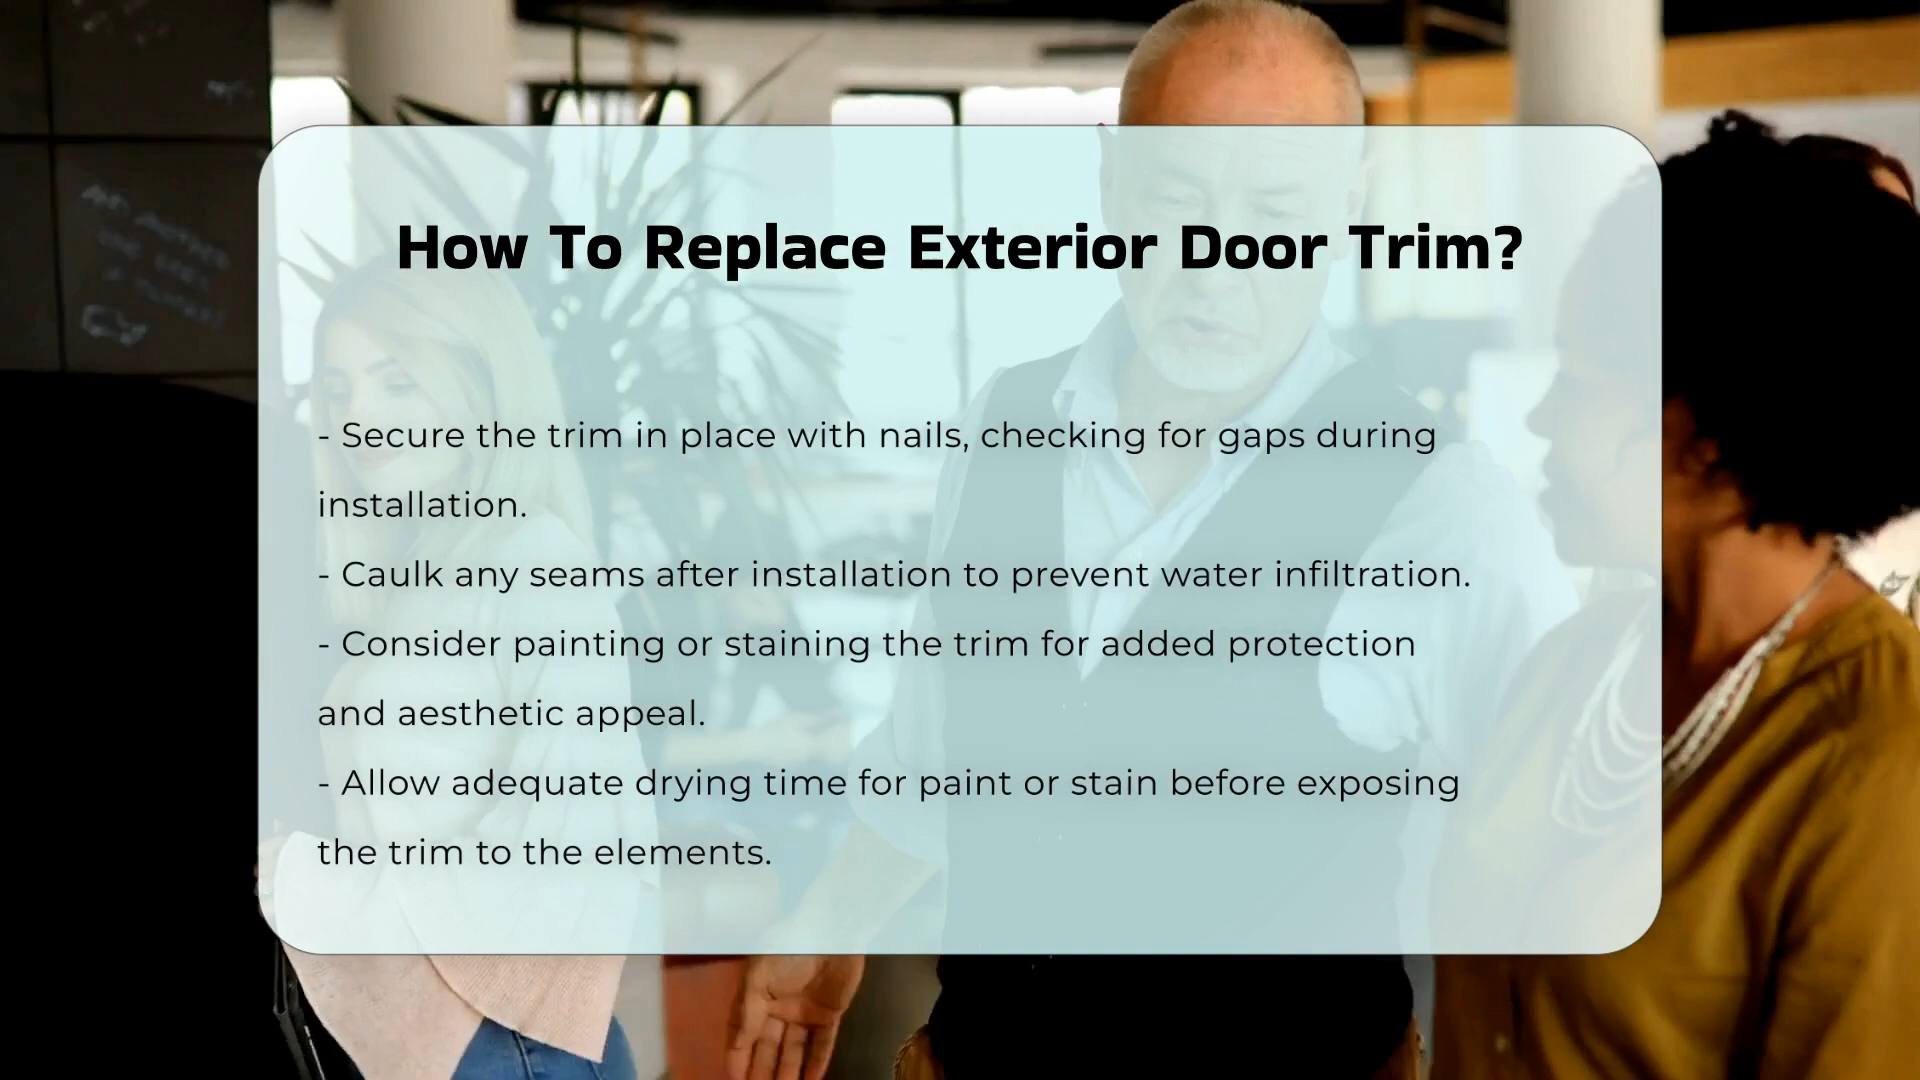 How To Replace Exterior Door Trim?
- Secure the trim in place with nails, checking for gaps during
installation.
- Caulk any seams after installation to prevent water infiltration.
- Consider painting or staining the trim for added protection
and aesthetic appeal.
- Allow adequate drying time for paint or stain before exposing
the trim to the elements.